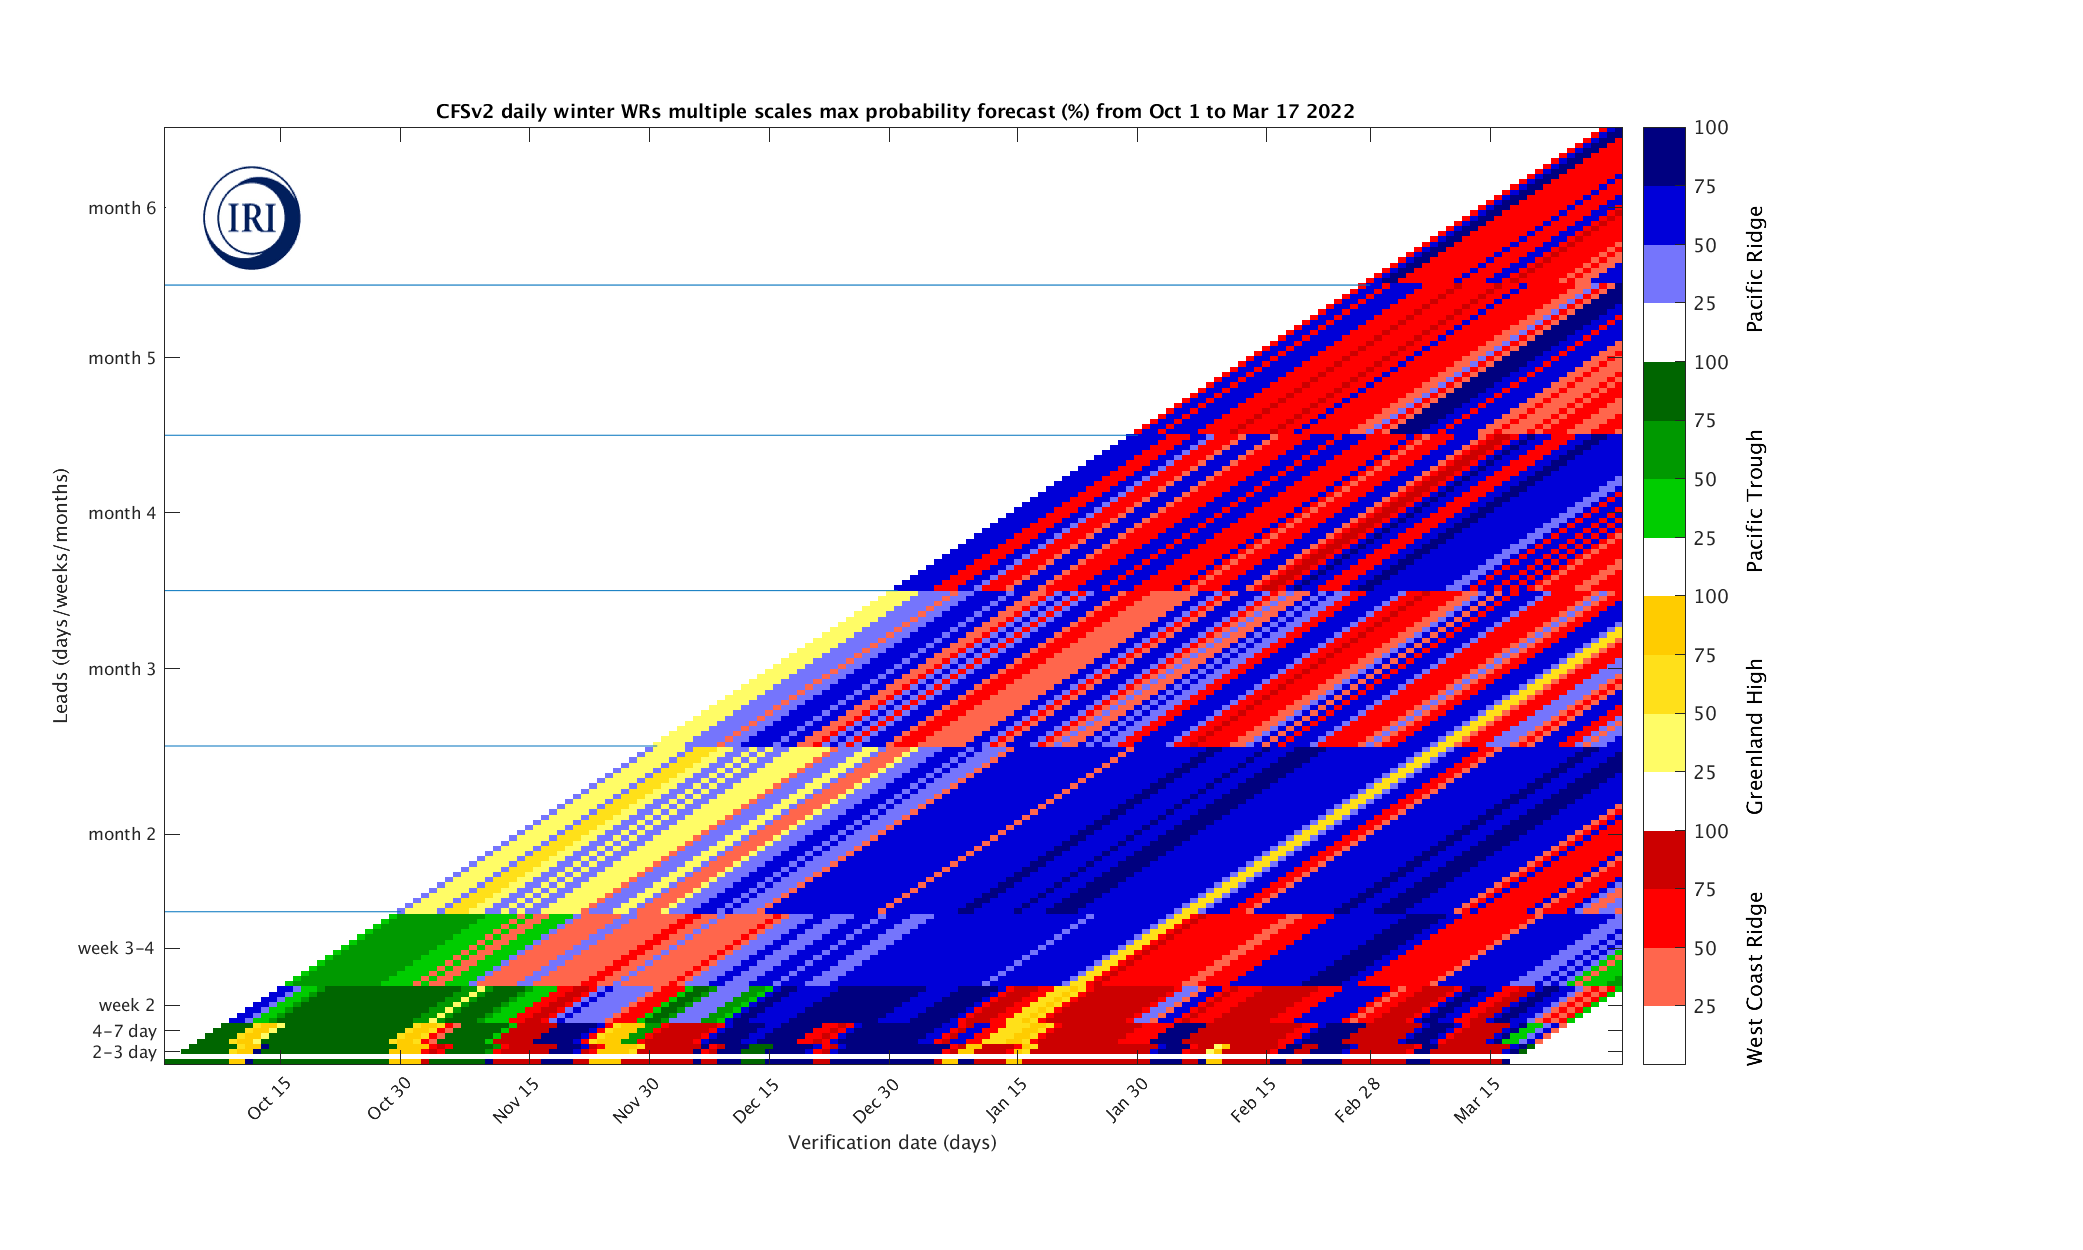 CFSv2 daily winter WRs multiple scales max probability forecast (%) from Oct 1 to Mar 17 2022
IRI
Leads (days/weeks/months)
month 6
month 5
month 4
month 3
month 2
week 3-4
week 2
4-7 day
2-3 day
Oct 15
Oct 30
Nov 15
Nov 30
Dec 15
Dec 30
Jan 15
Jan 30
Feb 15
Feb 28
Mar 15
Verification date (days)
100
75
50
25
100
75
50
25
100
75
50
25
100
75
50
25
Pacific Ridge
Pacific Trough
Greenland High
West Coast Ridge